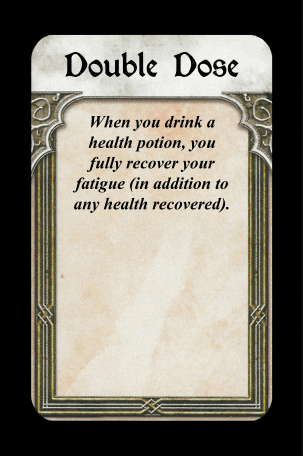 Double Dose
When you drink a
health potion, you
fully recover your
fatigue (in addition to
any health recovered).